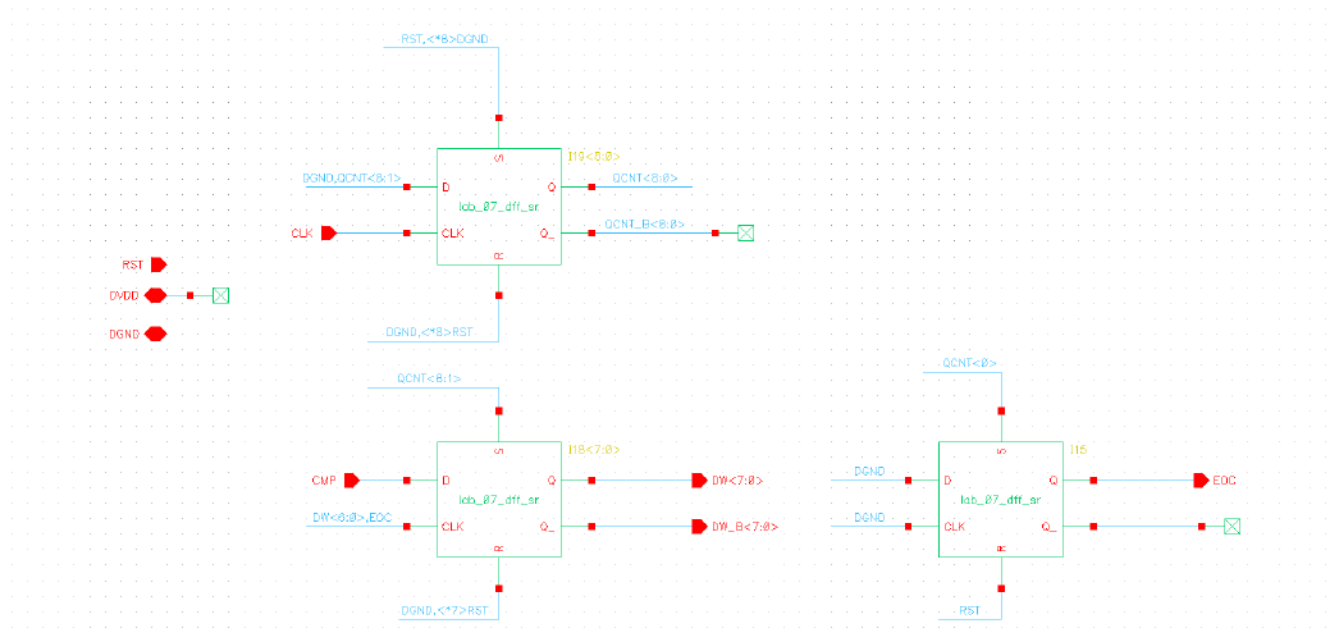 RST,<*8>DGND
S
I19<8:0>
DGND,QCNT<8:1>
D
Q
QCNT<8:0>
lab_07_dff_sr
CLK
CLK
Q_
QCNT_B<8:0>
R
RST
DVDD
DGND
DGND,<*8>RST
QCNT<8:1>
QCNT<0>
S
I18<7:0>
S
I15
CMP
D
Q
DW<7:0>
DGND
D
Q
EOC
lab_07_dff_sr
lab_07_dff_sr
DW<6:0>,EOC
CLK
Q_
DW_B<7:0>
DGND
CLK
Q_
R
R
DGND,<*7>RST
RST